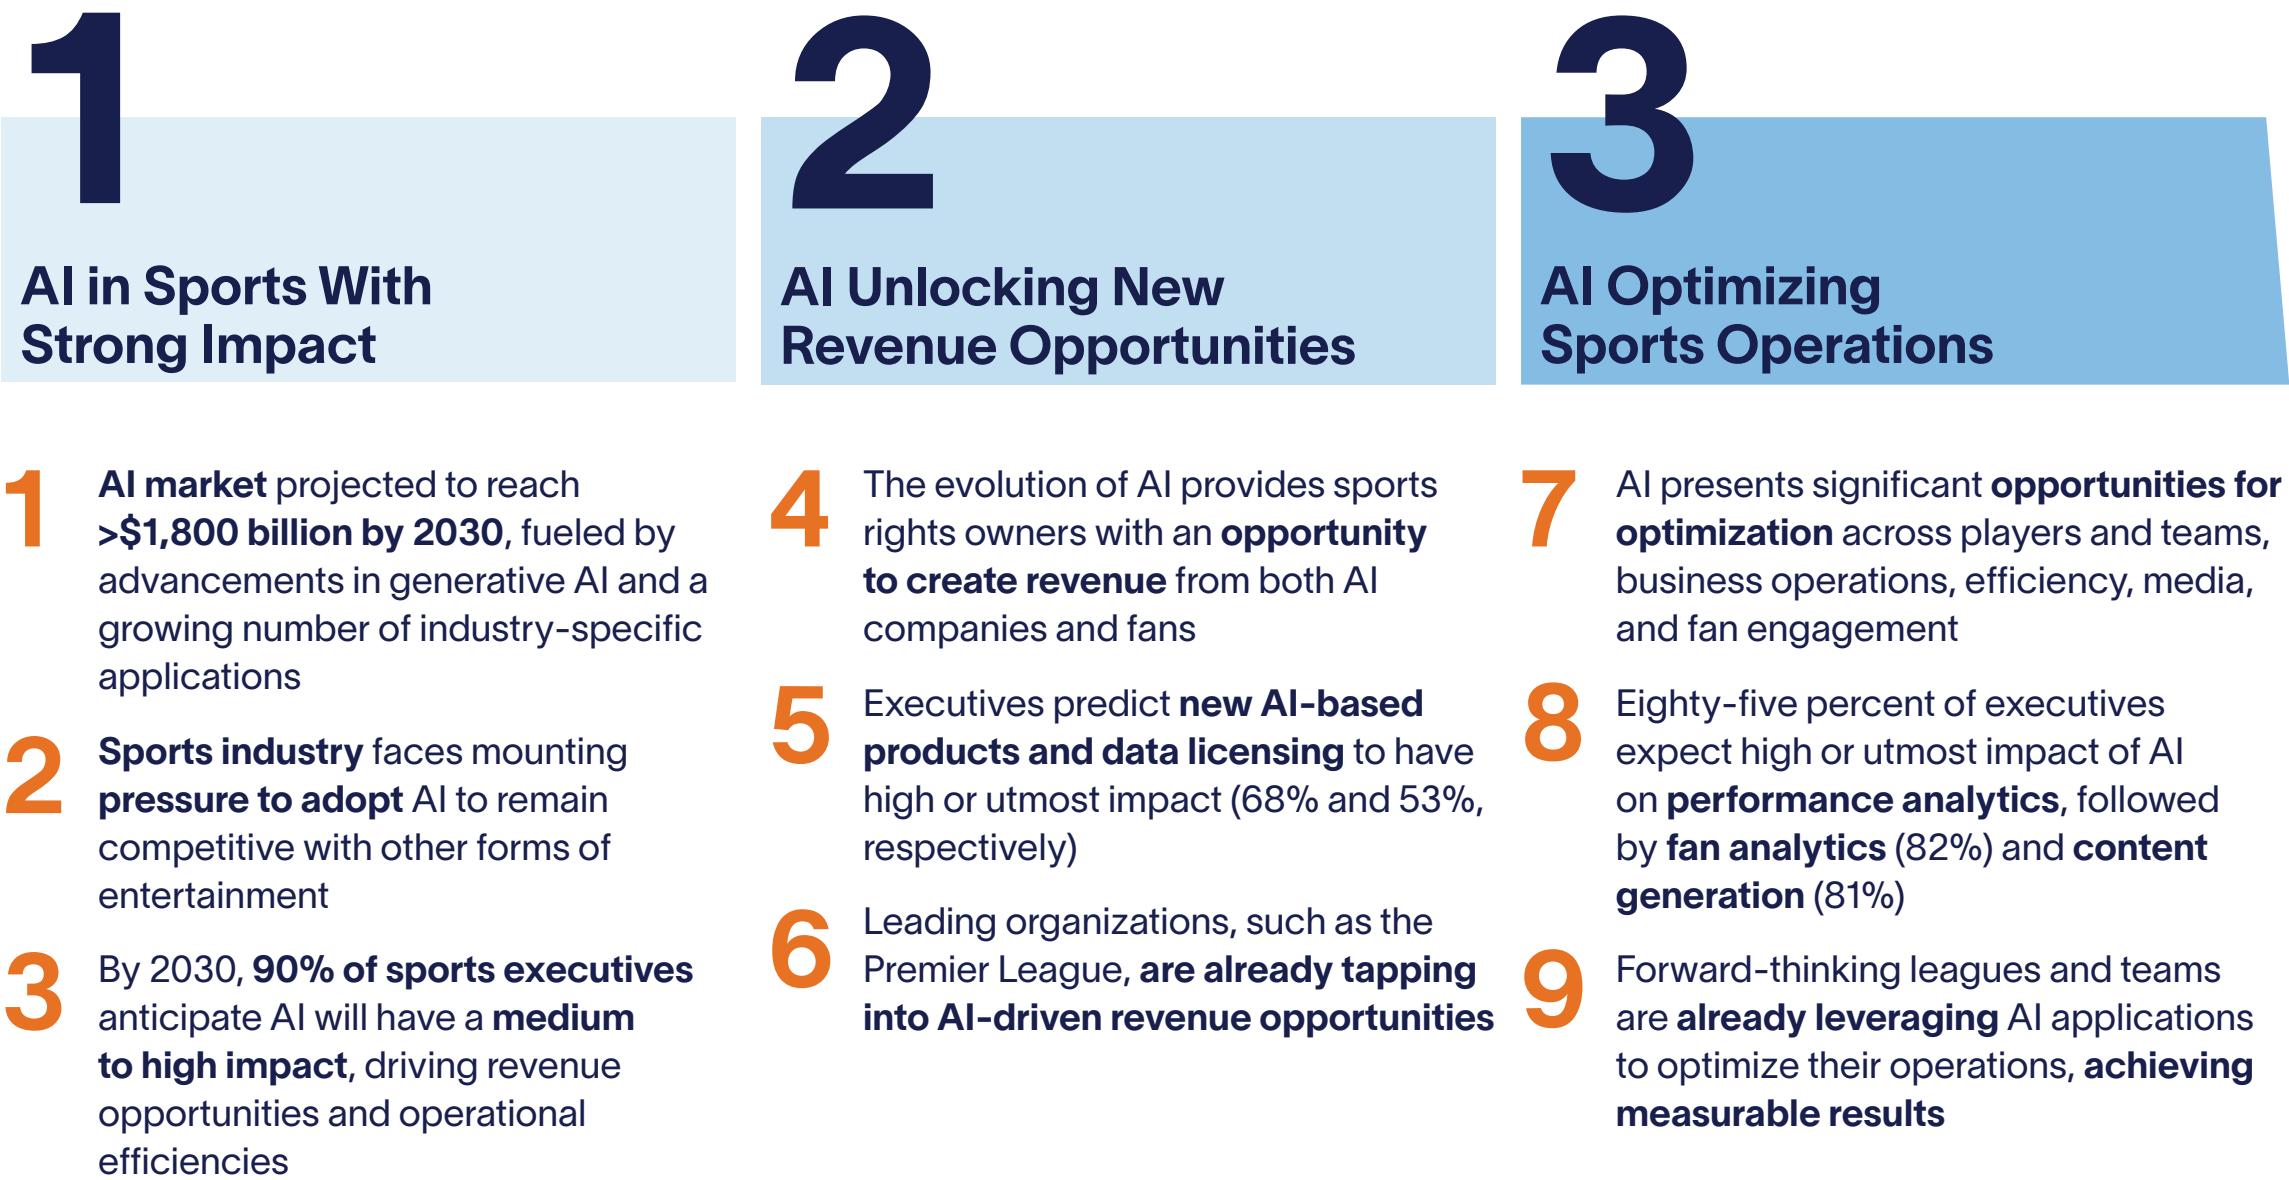 1
AI in Sports With
Strong Impact
1
AI market projected to reach
>$1,800 billion by 2030, fueled by
advancements in generative AI and a
growing number of industry-specific
applications
2
Sports industry faces mounting
pressure to adopt AI to remain
competitive with other forms of
entertainment
3
By 2030, 90% of sports executives
anticipate AI will have a medium
to high impact, driving revenue
opportunities and operational
efficiencies
2
AI Unlocking New
Revenue Opportunities
4
The evolution of AI provides sports
rights owners with an opportunity
to create revenue from both AI
companies and fans
5
Executives predict new AI-based
products and data licensing to have
high or utmost impact (68% and 53%,
respectively)
6
Leading organizations, such as the
Premier League, are already tapping
into AI-driven revenue opportunities
3
AI Optimizing
Sports Operations
7
AI presents significant opportunities for
optimization across players and teams,
business operations, efficiency, media,
and fan engagement
8
Eighty-five percent of executives
expect high or utmost impact of AI
on performance analytics, followed
by fan analytics (82%) and content
generation (81%)
9
Forward-thinking leagues and teams
are already leveraging AI applications
to optimize their operations, achieving
measurable results